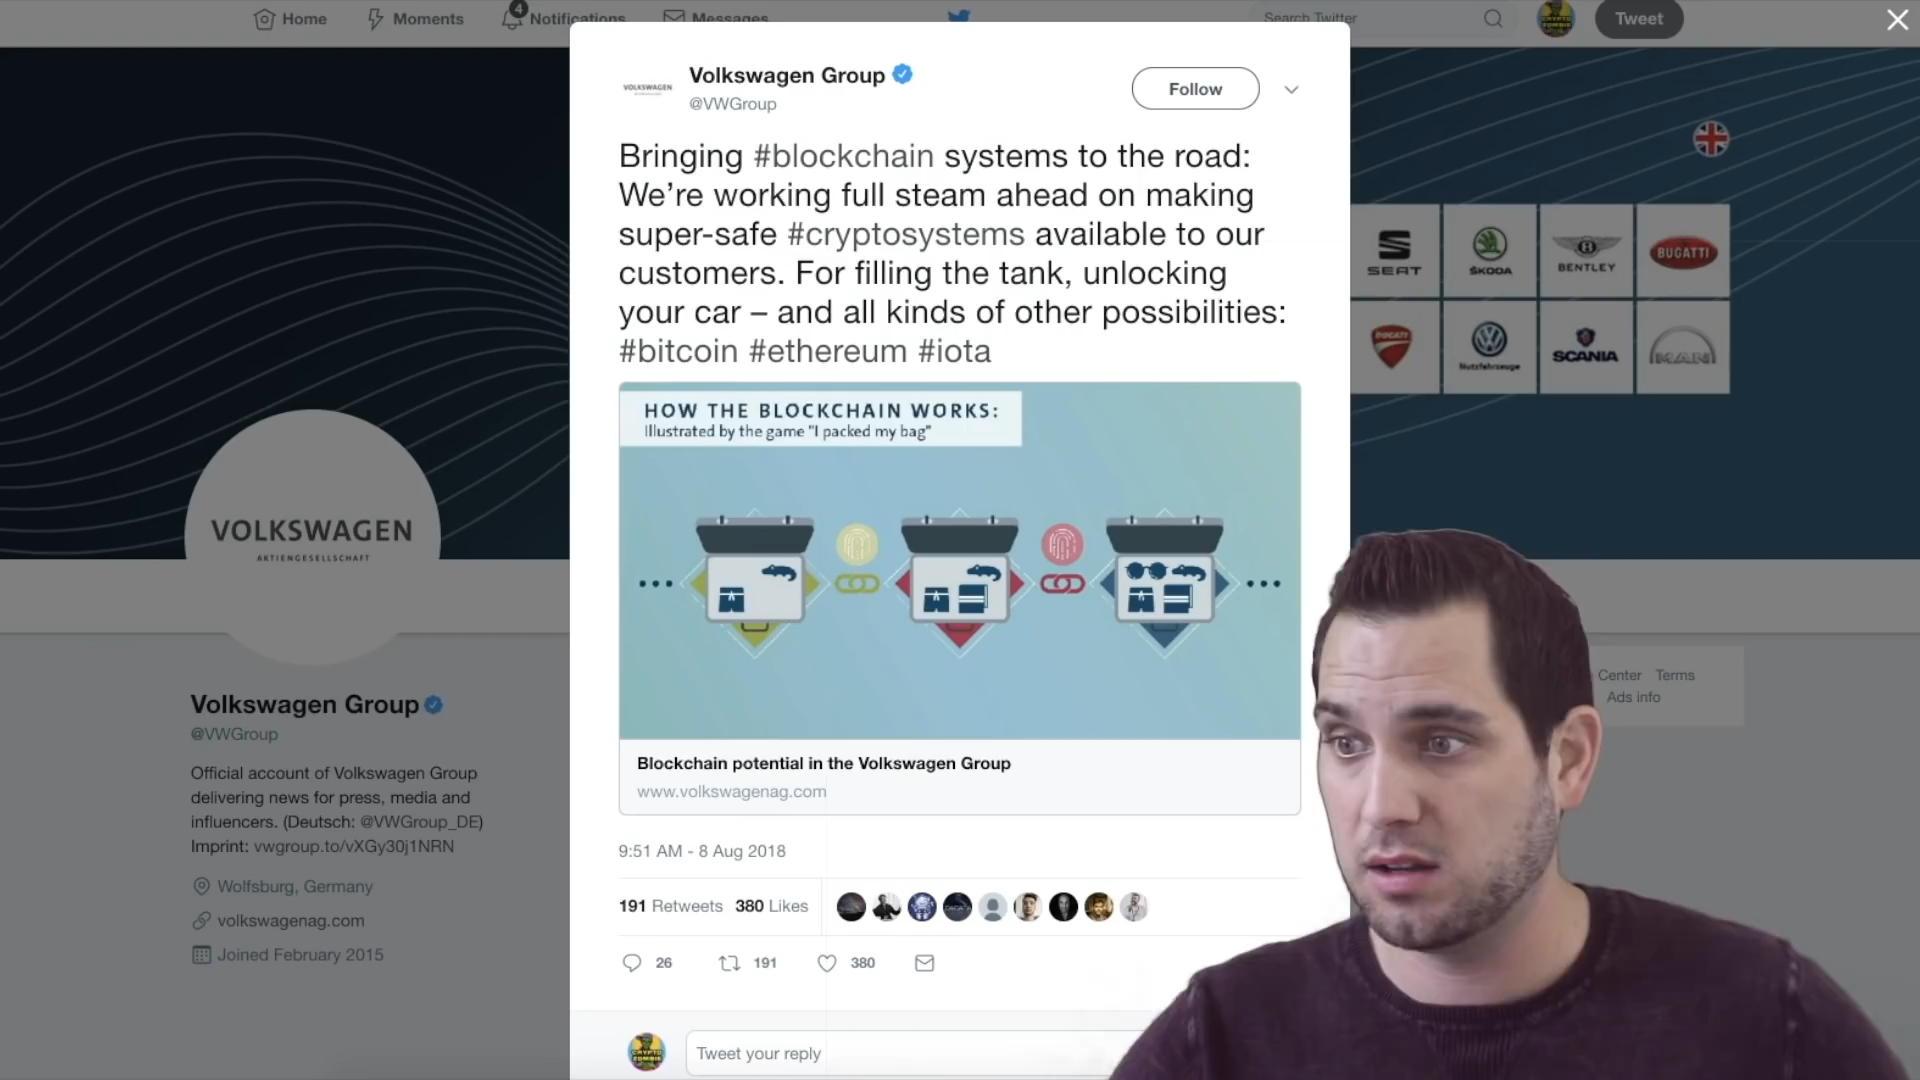 Home
Moments
4
Notifications
Messages
Search Twitter
Tweet
VOLKSWAGEN
Volkswagen Group
@VWGroup
Follow
Bringing #blockchain systems to the road:
We’re working full steam ahead on making
super-safe #cryptosystems available to our
customers. For filling the tank, unlocking
your car – and all kinds of other possibilities:
#bitcoin #ethereum #iota
HOW THE BLOCKCHAIN WORKS:
Illustrated by the game "I packed my bag"
Blockchain potential in the Volkswagen Group
www.volkswagenag.com
9:51 AM - 8 Aug 2018
191 Retweets 380 Likes
26
191
380
CRYPTO
ZOMBIE
Tweet your reply
VOLKSWAGEN
AKTIENGESELLSCHAFT
Volkswagen Group
@VWGroup
Official account of Volkswagen Group
delivering news for press, media and
influencers. (Deutsch: @VWGroup_DE)
Imprint: vwgroup.to/vXGy30j1NRN
Wolfsburg, Germany
volkswagenag.com
Joined February 2015
SEAT
ŠKODA
BENTLEY
BUGATTI
DUCATI
Nutzfahrzeuge
SCANIA
MAN
Center Terms
Ads info